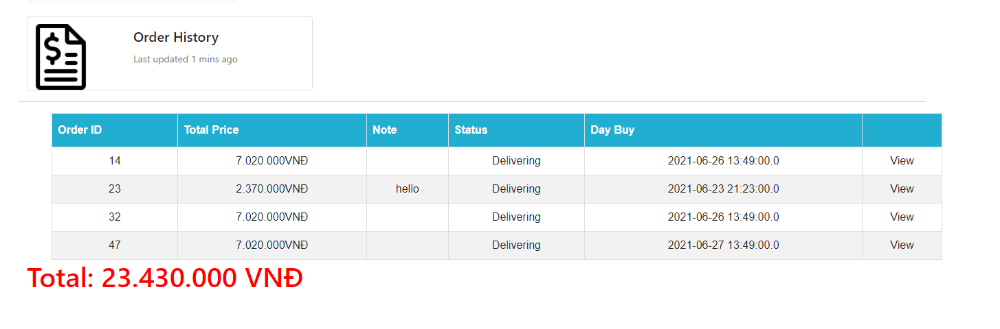 Order History
Last updated 1 mins ago
Order ID Total Price Note Status Day Buy
14 7.020.000VNĐ Delivering 2021-06-26 13:49:00.0 View
23 2.370.000VNĐ hello Delivering 2021-06-23 21:23:00.0 View
32 7.020.000VNĐ Delivering 2021-06-26 13:49:00.0 View
47 7.020.000VNĐ Delivering 2021-06-27 13:49:00.0 View
Total: 23.430.000 VNĐ